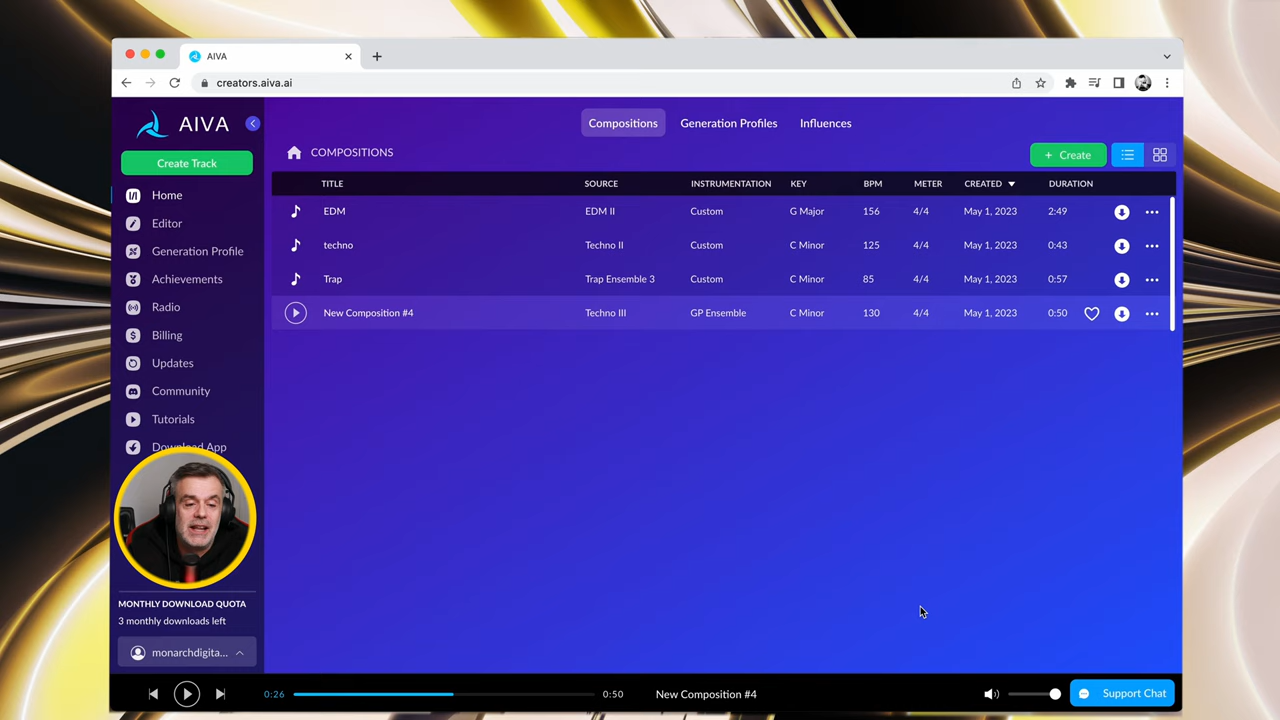 AIVA
creators.aiva.ai
AIVA
Create Track
Home
Editor
Generation Profile
Achievements
Radio
Billing
Updates
Community
Tutorials
Download App
MONTHLY DOWNLOAD QUOTA
3 monthly downloads left
monarchdigita...
Compositions Generation Profiles Influences
COMPOSITIONS
+ Create
TITLE SOURCE INSTRUMENTATION KEY BPM METER CREATED DURATION
EDM EDM II Custom G Major 156 4/4 May 1, 2023 2:49
techno Techno II Custom C Minor 125 4/4 May 1, 2023 0:43
Trap Trap Ensemble 3 Custom C Minor 85 4/4 May 1, 2023 0:57
New Composition #4 Techno III GP Ensemble C Minor 130 4/4 May 1, 2023 0:50
0:26 0:50 New Composition #4 Support Chat